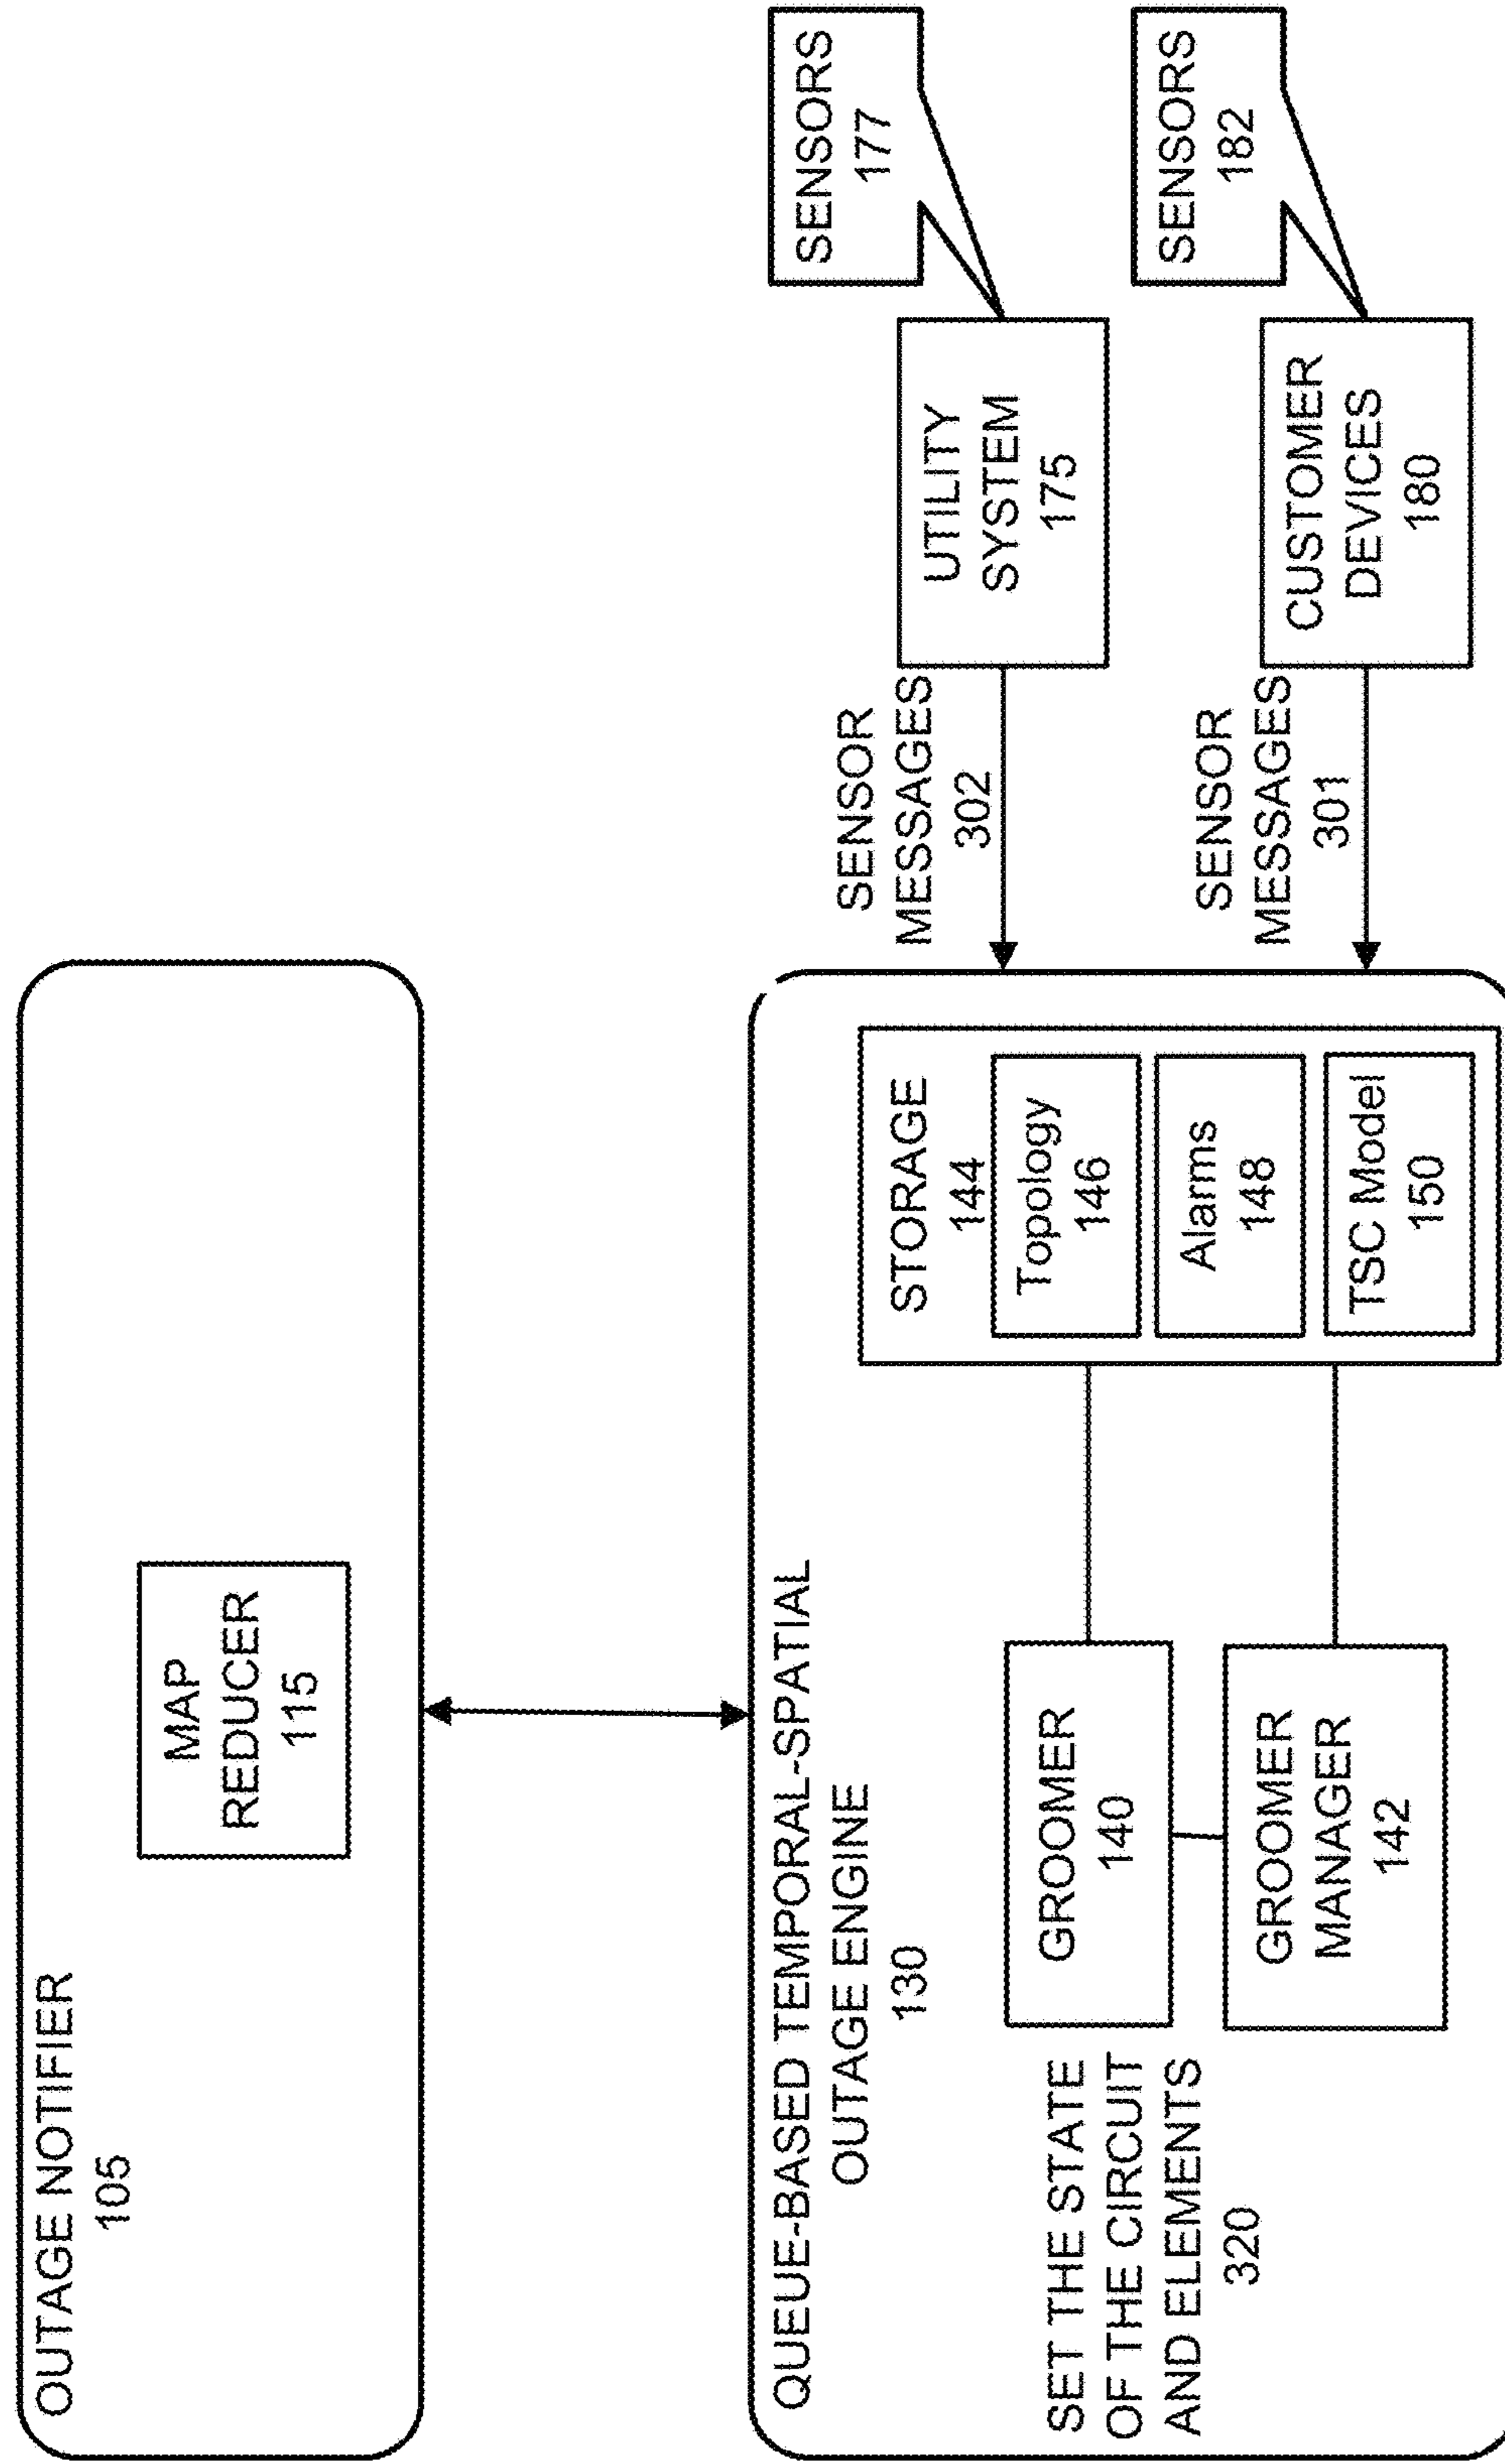 OUTAGE NOTIFIER
105
MAP
REDUCER
115
QUEUE-BASED TEMPORAL-SPATIAL
OUTAGE ENGINE
130
SET THE STATE
OF THE CIRCUIT
AND ELEMENTS
320
GROOMER
140
GROOMER
MANAGER
142
STORAGE
144
Topology
146
Alarms
148
TSC Model
150
SENSOR
MESSAGES
302
SENSOR
MESSAGES
301
UTILITY
SYSTEM
175
CUSTOMER
DEVICES
180
SENSORS
177
SENSORS
182